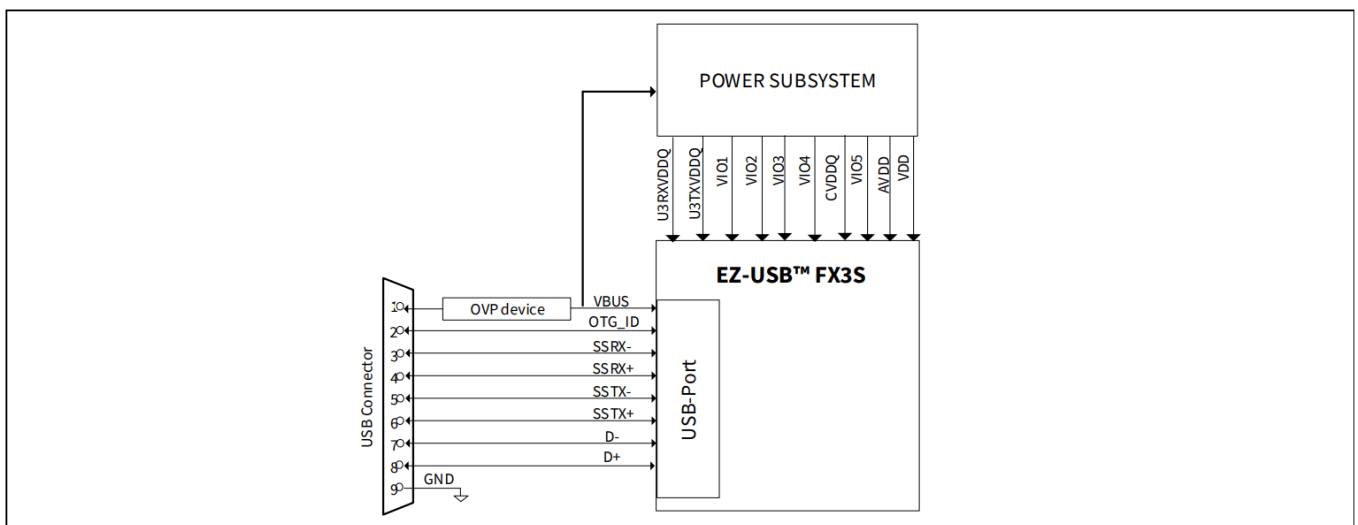 POWER SUBSYSTEM
U3RXVDDQ
U3TXVDDQ
VIO1
VIO2
VIO3
VIO4
CVDDQ
VIO5
AVDD
VDD
EZ-USB™ FX3S
USB Connector
1
OVP device
VBUS
2
OTG_ID
3
SSRX-
4
SSRX+
5
SSTX-
6
SSTX+
7
D-
8
D+
9
GND
USB-Port